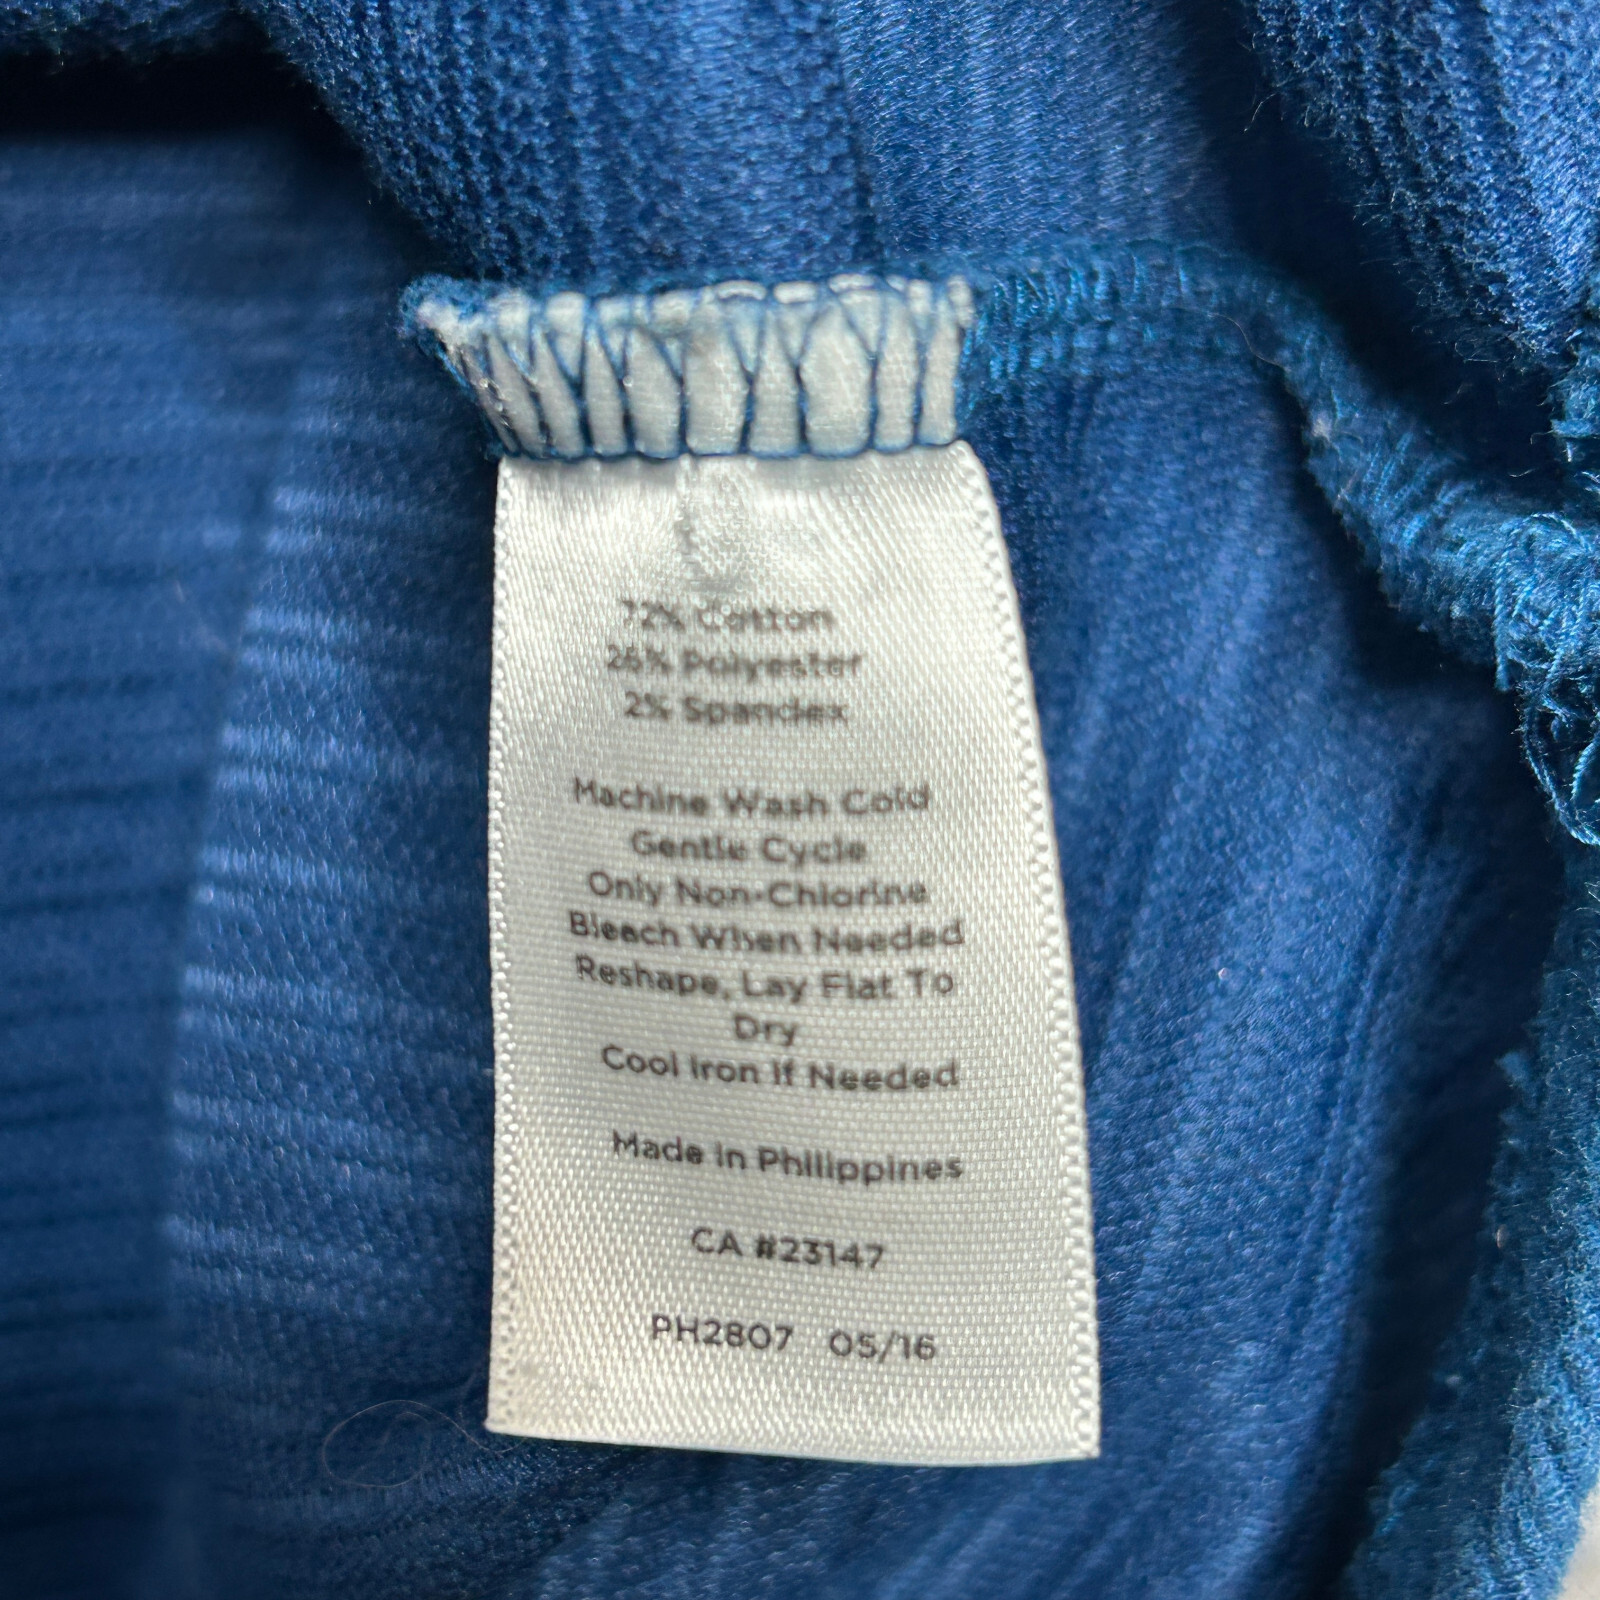 72% Cotton
26% Polyester
2% Spandex
Machine Wash Cold
Gentle Cycle
Only Non-Chlorine
Bleach When Needed
Reshape, Lay Flat To
Dry
Cool Iron If Needed
Made in Philippines
CA #23147
PH2807 05/16